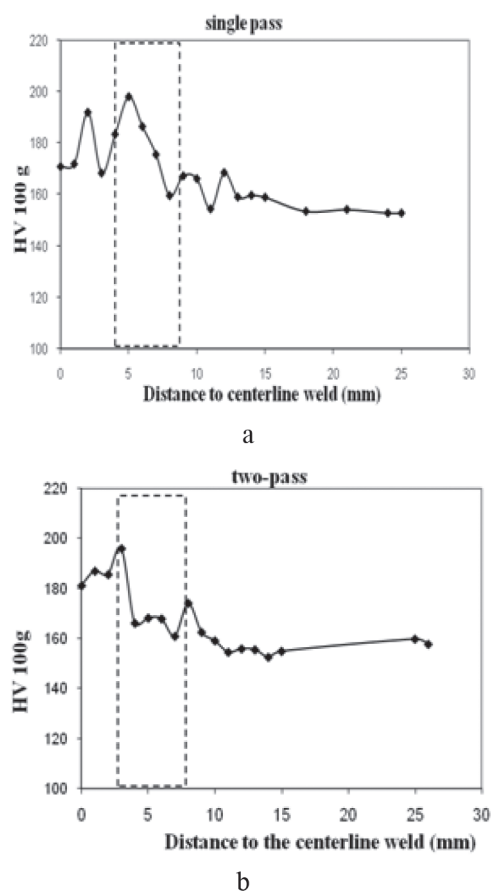 single pass
220
200
180
160
140
120
100
HV 100 g
0 5 10 15 20 25 30
Distance to centerline weld (mm)
a
two-pass
220
200
180
160
140
120
100
HV 100g
0 5 10 15 20 25 30
Distance to the centerline weld (mm)
b